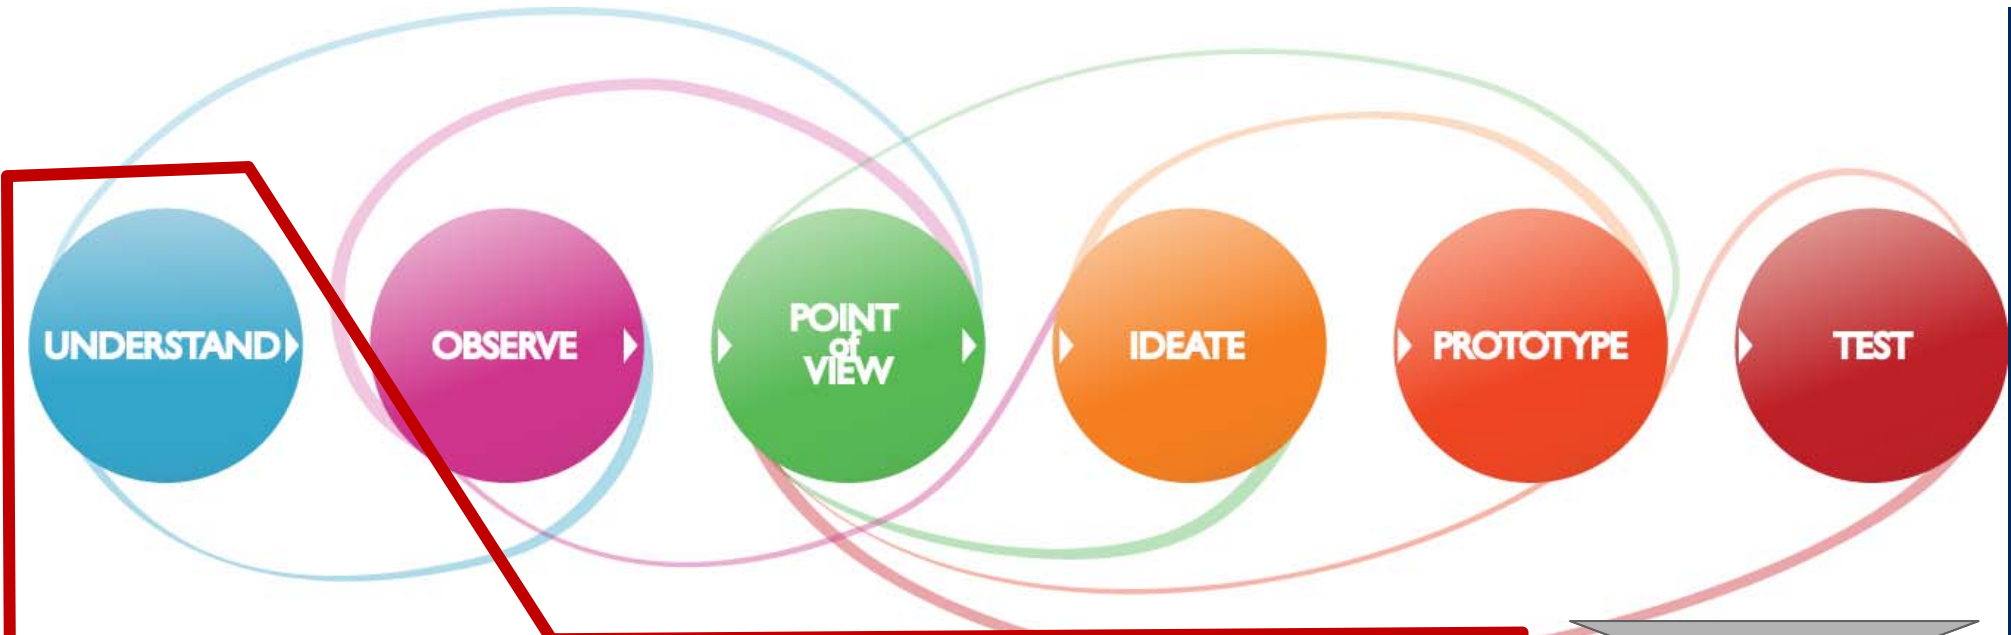 UNDERSTAND
OBSERVE
POINT
of
VIEW
IDEATE
PROTOTYPE
TEST